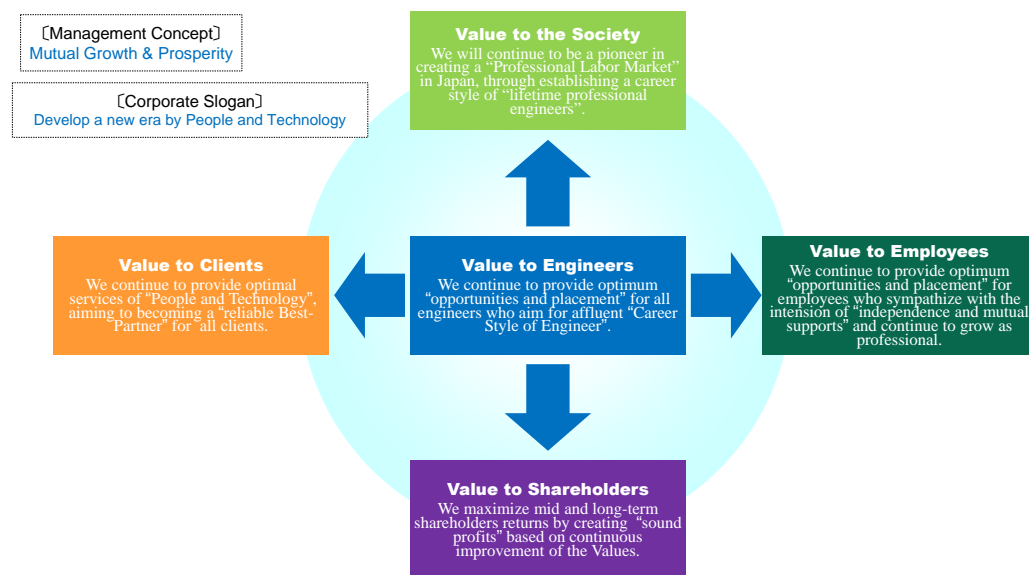 〔Management Concept〕
Mutual Growth & Prosperity
〔Corporate Slogan〕
Develop a new era by People and Technology
Value to the Society
We will continue to be a pioneer in
creating a “Professional Labor Market”
in Japan, through establishing a career
style of “lifetime professional
engineers”.
Value to Clients
We continue to provide optimal
services of “People and Technology”,
aiming to becoming a “reliable Best-
Partner” for “all clients.
Value to Engineers
We continue to provide optimum
“opportunities and placement” for all
engineers who aim for affluent “Career
Style of Engineer”.
Value to Employees
We continue to provide optimum
“opportunities and placement” for
employees who sympathize with the
intension of “independence and mutual
supports” and continue to grow as
professional.
Value to Shareholders
We maximize mid and long-term
shareholders returns by creating “sound
profits” based on continuous
improvement of the Values.